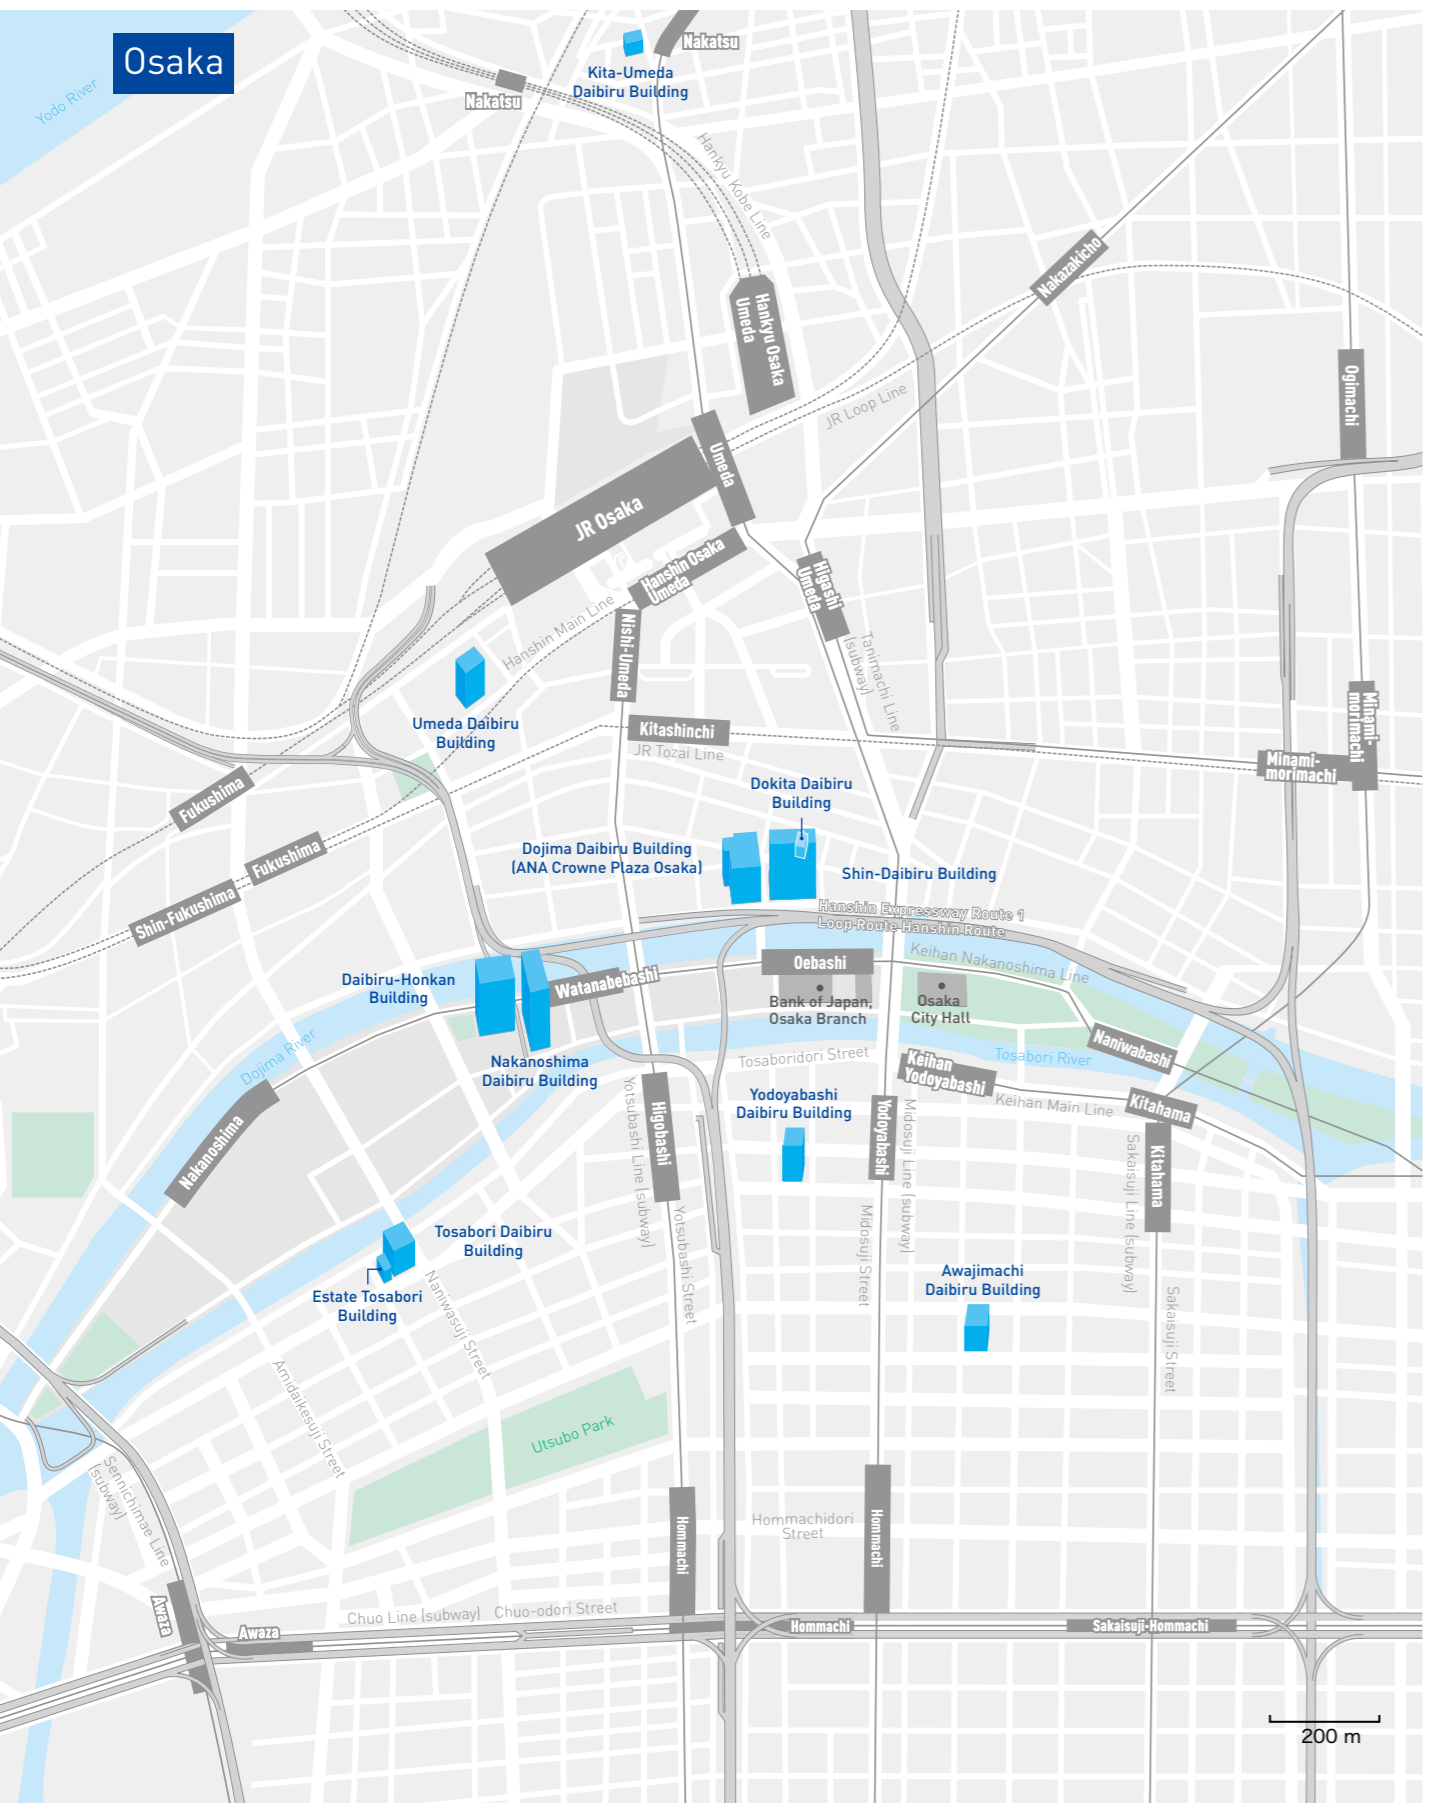 Osaka
Yodo River
Nakatsu
Nakatsu
Kita-Umeda
Daibiru Building
Hankyu Kobe Line
Nakazakicho
Hankyu Osaka
Umeda
JR Loop Line
Ogimachi
Umeda
JR Osaka
Hanshin Osaka
Umeda
Higashi
Umeda
Hanshin Main Line
Nishi-Umeda
Tanimachi Line
(subway)
Umeda Daibiru
Building
Kitashinchi
JR Tozai Line
Minami-
morimachi
Minami-
morimachi
Fukushima
Fukushima
Shin-Fukushima
Dokita Daibiru
Building
Dojima Daibiru Building
(ANA Crowne Plaza Osaka)
Shin-Daibiru Building
Hanshin Expressway Route 1
Loop Route Hanshin Route
Keihan Nakanoshima Line
Oebashi
Watanabebashi
Daibiru-Honkan
Building
Bank of Japan,
Osaka Branch
Osaka
City Hall
Dojima River
Nakanoshima
Daibiru Building
Tosaboridori Street
Keihan
Yodoyabashi
Tosabori River
Naniwabashi
Keihan Main Line
Kitahama
Kitahama
Yodoyabashi
Daibiru Building
Yodoyabashi
Higobashi
Nakanoshima
Yotsubashi Line (subway)
Yotsubashi Street
Midosuji Line (subway)
Midosuji Street
Sakaisuji Line (subway)
Sakaisuji Street
Tosabori Daibiru
Building
Estate Tosabori
Building
Naniwasuji Street
Amidaikesuji Street
Awajimachi
Daibiru Building
Utsubo Park
Sennichimae Line
(subway)
Hommachidori
Street
Hommachi
Hommachi
Awaza
Awaza
Chuo Line (subway)
Chuo-odori Street
Hommachi
Sakaisuji-Hommachi
200 m